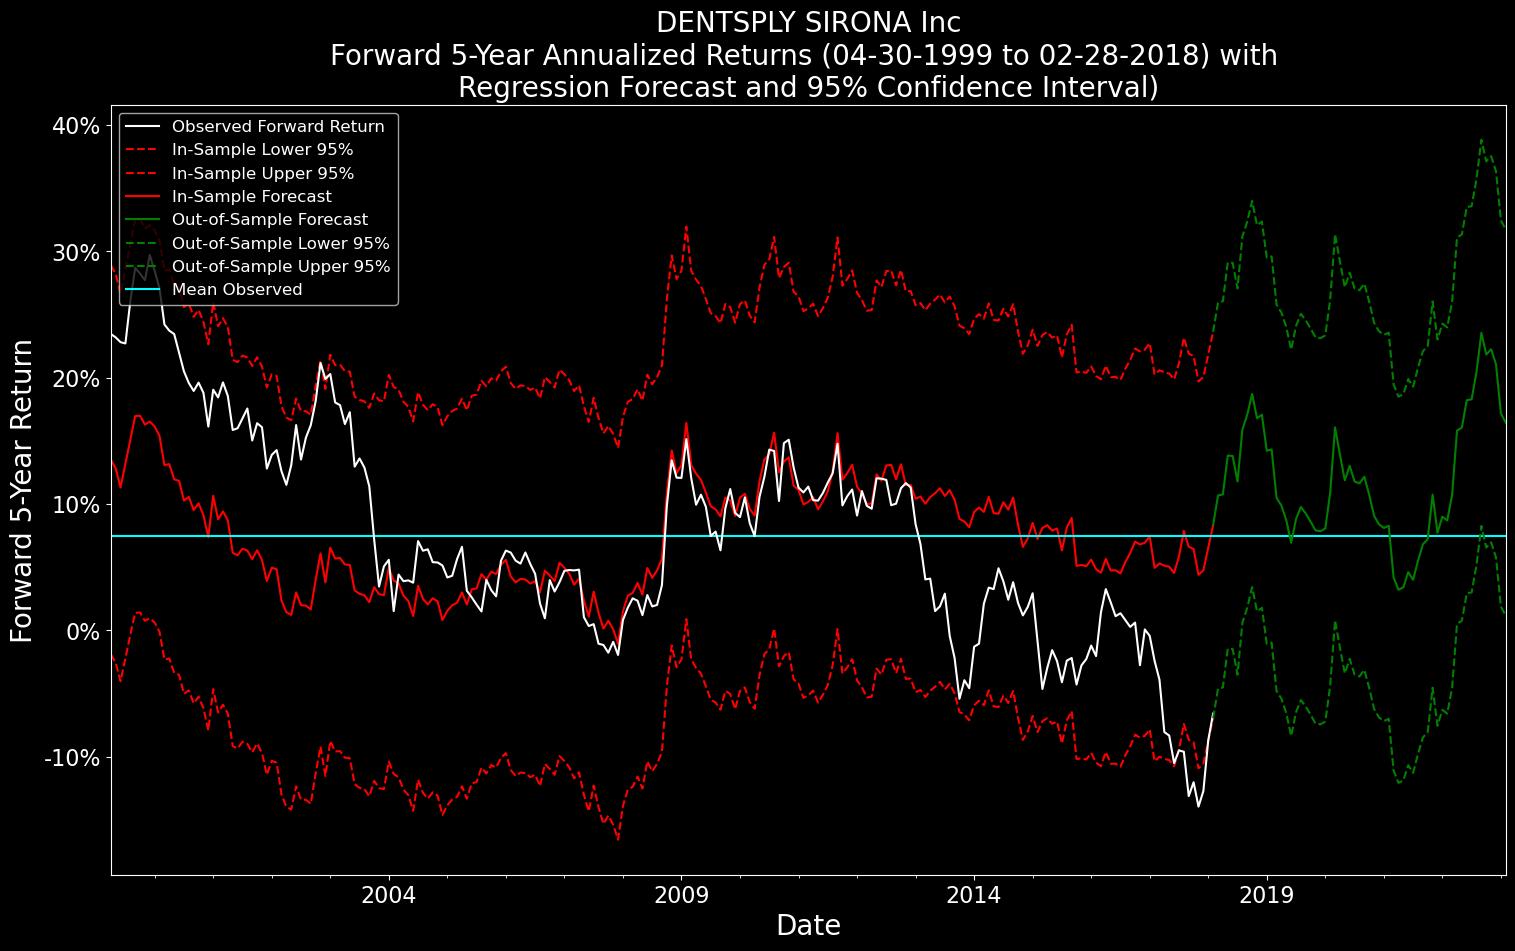 DENTSPLY SIRONA Inc
Forward 5-Year Annualized Returns (04-30-1999 to 02-28-2018) with
Regression Forecast and 95% Confidence Interval)
Forward 5-Year Return
40%
30%
20%
10%
0%
-10%
Observed Forward Return
In-Sample Lower 95%
In-Sample Upper 95%
In-Sample Forecast
Out-of-Sample Forecast
Out-of-Sample Lower 95%
Out-of-Sample Upper 95%
Mean Observed
2004
2009
2014
2019
Date